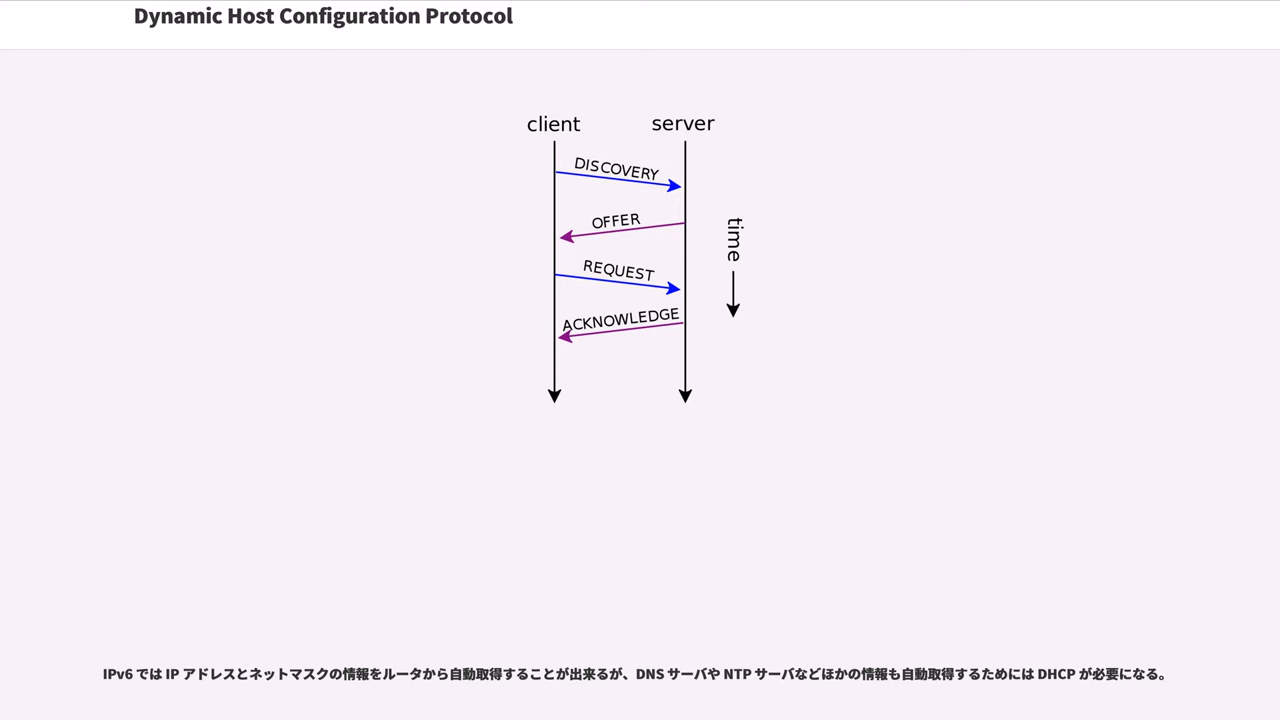 Dynamic Host Configuration Protocol
client
server
DISCOVERY
OFFER
time
REQUEST
ACKNOWLEDGE
IPv6 では IP アドレスとネットマスクの情報をルータから自動取得することが出来るが、DNS サーバや NTP サーバなどほかの情報も自動取得するためには DHCP が必要になる。